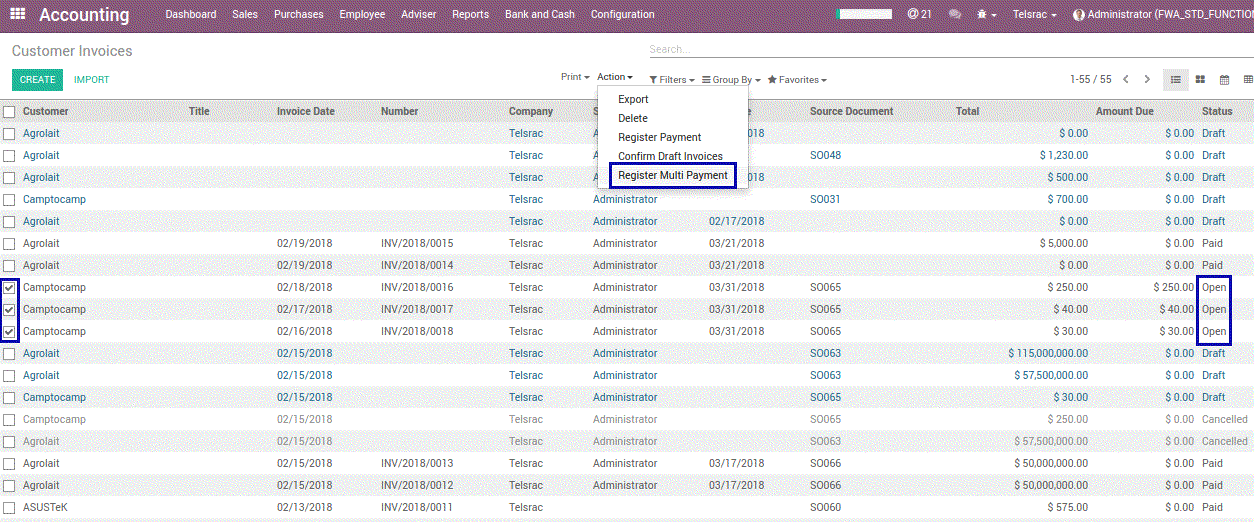 Accounting Dashboard Sales Purchases Employee Adviser Reports Bank and Cash Configuration @ 21 Telsrac Administrator (FWA_STD_FUNCTION
Customer Invoices Search...
CREATE IMPORT Print Action Filters Group By Favorites 1-55 / 55
Export
Delete
Register Payment
Confirm Draft Invoices
Register Multi Payment
Customer Title Invoice Date Number Company Source Document Total Amount Due Status
Agrolait Telsrac $ 0.00 $ 0.00 Draft
Agrolait Telsrac SO048 $ 1,230.00 $ 0.00 Draft
Agrolait Telsrac $ 500.00 $ 0.00 Draft
Camptocamp Telsrac Administrator SO031 $ 700.00 $ 0.00 Draft
Agrolait Telsrac Administrator 02/17/2018 $ 0.00 $ 0.00 Draft
Agrolait 02/19/2018 INV/2018/0015 Telsrac Administrator 03/21/2018 $ 5,000.00 $ 0.00 Paid
Agrolait 02/19/2018 INV/2018/0014 Telsrac Administrator 03/21/2018 $ 0.00 $ 0.00 Paid
Camptocamp 02/18/2018 INV/2018/0016 Telsrac Administrator 03/31/2018 SO065 $ 250.00 $ 250.00 Open
Camptocamp 02/17/2018 INV/2018/0017 Telsrac Administrator 03/31/2018 SO065 $ 40.00 $ 40.00 Open
Camptocamp 02/16/2018 INV/2018/0018 Telsrac Administrator 03/31/2018 SO065 $ 30.00 $ 30.00 Open
Agrolait 02/15/2018 Telsrac Administrator SO063 $ 115,000,000.00 $ 0.00 Draft
Agrolait 02/15/2018 Telsrac Administrator SO063 $ 57,500,000.00 $ 0.00 Draft
Camptocamp 02/15/2018 Telsrac Administrator SO065 $ 30.00 $ 0.00 Draft
Camptocamp 02/15/2018 Telsrac Administrator SO065 $ 250.00 $ 0.00 Cancelled
Agrolait 02/15/2018 Telsrac Administrator SO063 $ 57,500,000.00 $ 0.00 Cancelled
Agrolait 02/15/2018 INV/2018/0013 Telsrac Administrator 03/17/2018 SO066 $ 50,000,000.00 $ 0.00 Paid
Agrolait 02/15/2018 INV/2018/0012 Telsrac Administrator 03/17/2018 SO066 $ 50,000,000.00 $ 0.00 Paid
ASUSTeK 02/13/2018 INV/2018/0011 Telsrac SO060 $ 575.00 $ 0.00 Paid